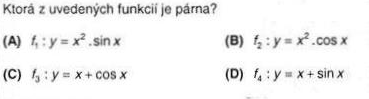 Ktorá z uvedených funkcií je párna?
(A) f₁ : y = x² . sin x
(B) f₂ : y = x² . cos x
(C) f₃ : y = x + cos x
(D) f₄ : y = x + sin x